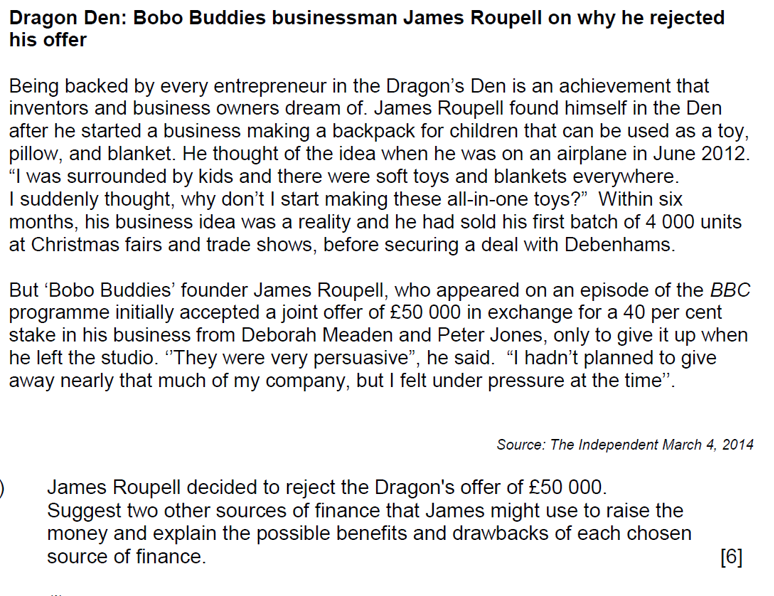 Dragon Den: Bobo Buddies businessman James Roupell on why he rejected
his offer
Being backed by every entrepreneur in the Dragon’s Den is an achievement that
inventors and business owners dream of. James Roupell found himself in the Den
after he started a business making a backpack for children that can be used as a toy,
pillow, and blanket. He thought of the idea when he was on an airplane in June 2012.
“I was surrounded by kids and there were soft toys and blankets everywhere.
I suddenly thought, why don’t I start making these all-in-one toys?”  Within six
months, his business idea was a reality and he had sold his first batch of 4 000 units
at Christmas fairs and trade shows, before securing a deal with Debenhams.
But ‘Bobo Buddies’ founder James Roupell, who appeared on an episode of the BBC
programme initially accepted a joint offer of £50 000 in exchange for a 40 per cent
stake in his business from Deborah Meaden and Peter Jones, only to give it up when
he left the studio. ‘’They were very persuasive”, he said.  “I hadn’t planned to give
away nearly that much of my company, but I felt under pressure at the time’’.
Source: The Independent March 4, 2014
) James Roupell decided to reject the Dragon's offer of £50 000.
Suggest two other sources of finance that James might use to raise the
money and explain the possible benefits and drawbacks of each chosen
source of finance. [6]